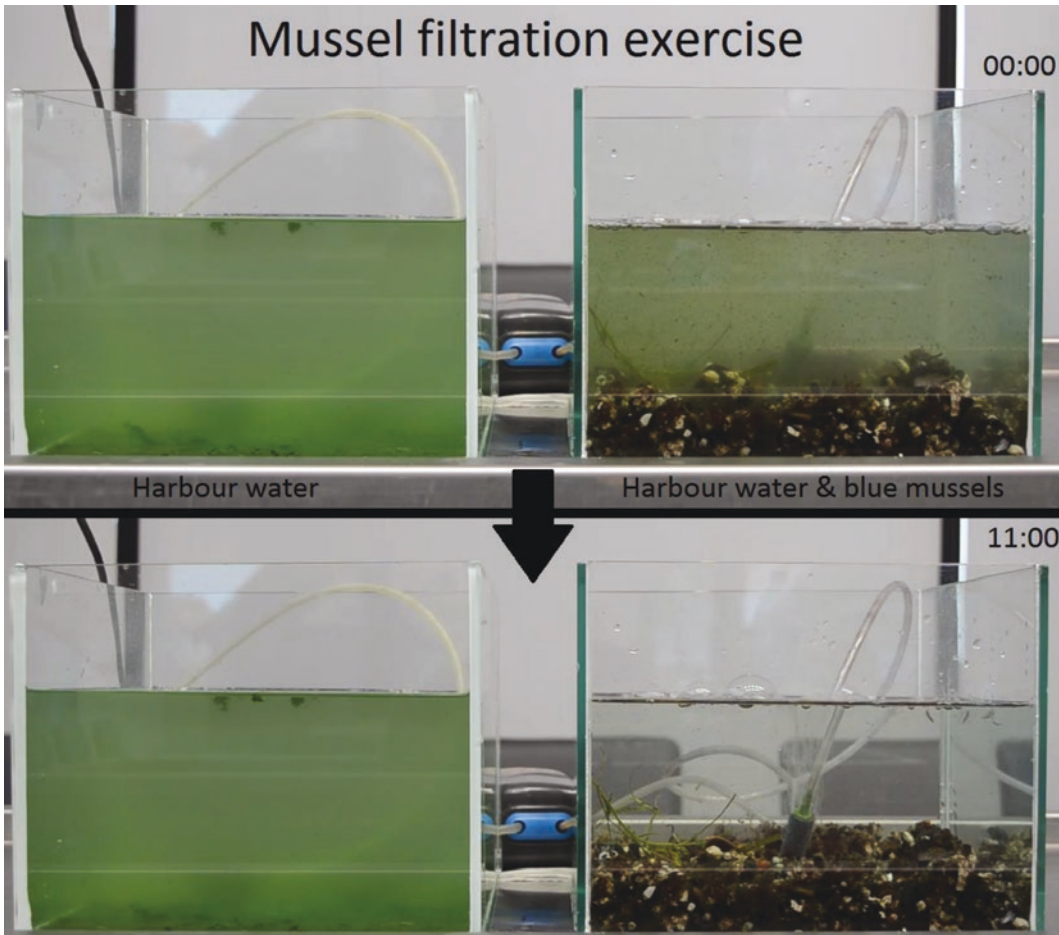 Mussel filtration exercise
00:00
Harbour water
Harbour water & blue mussels
11:00